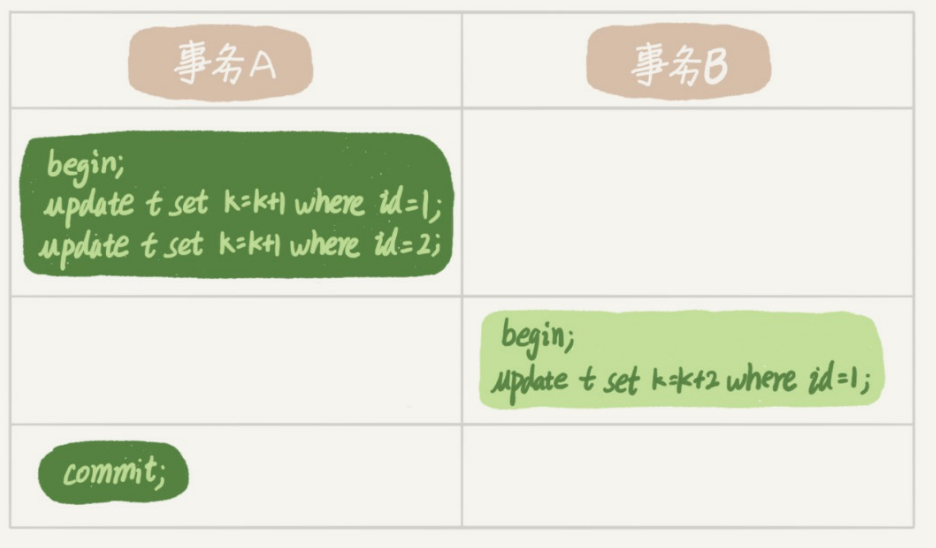 事务A
事务B
begin;
update t set k=k+1 where id=1;
update t set k=k+1 where id=2;
begin;
update t set k=k+2 where id=1;
commit;